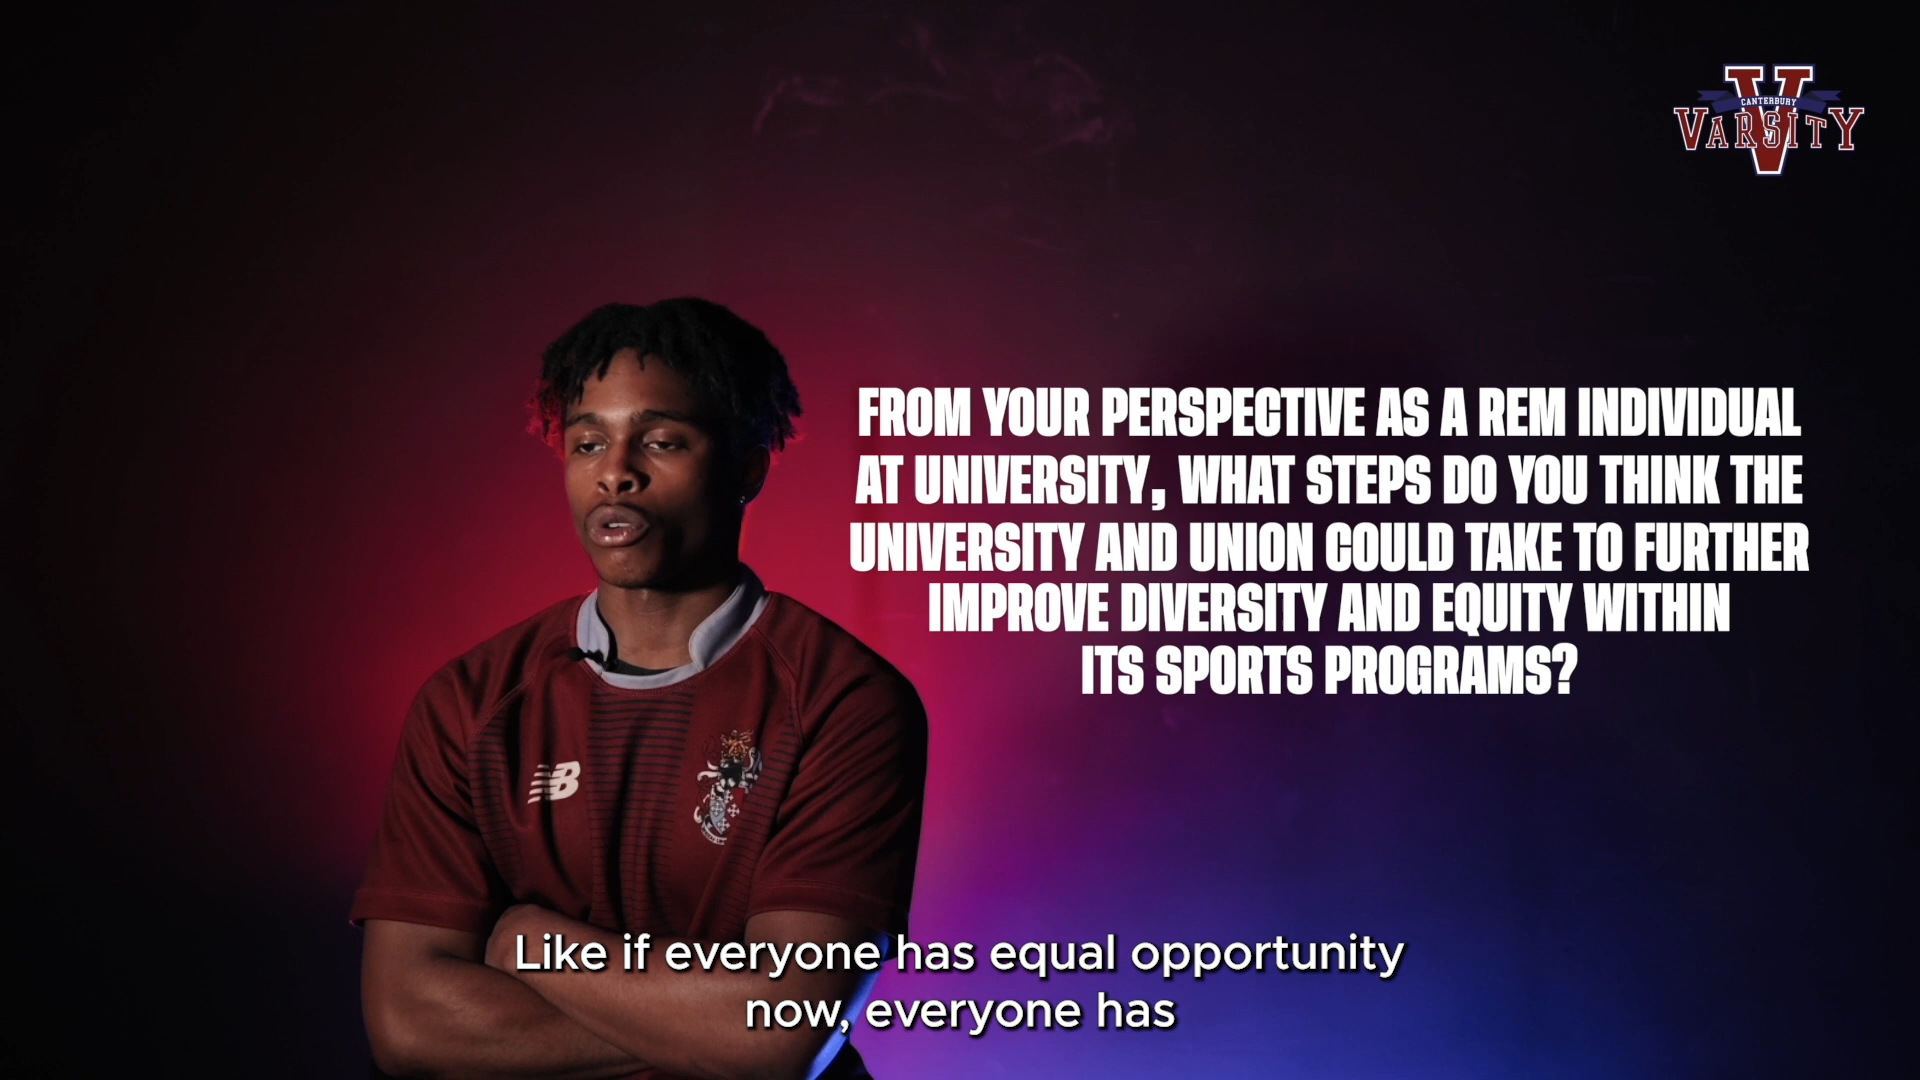 CANTERBURY
VARSITY
FROM YOUR PERSPECTIVE AS A REM INDIVIDUAL
AT UNIVERSITY, WHAT STEPS DO YOU THINK THE
UNIVERSITY AND UNION COULD TAKE TO FURTHER
IMPROVE DIVERSITY AND EQUITY WITHIN
ITS SPORTS PROGRAMS?
NB
Like if everyone has equal opportunity
now, everyone has